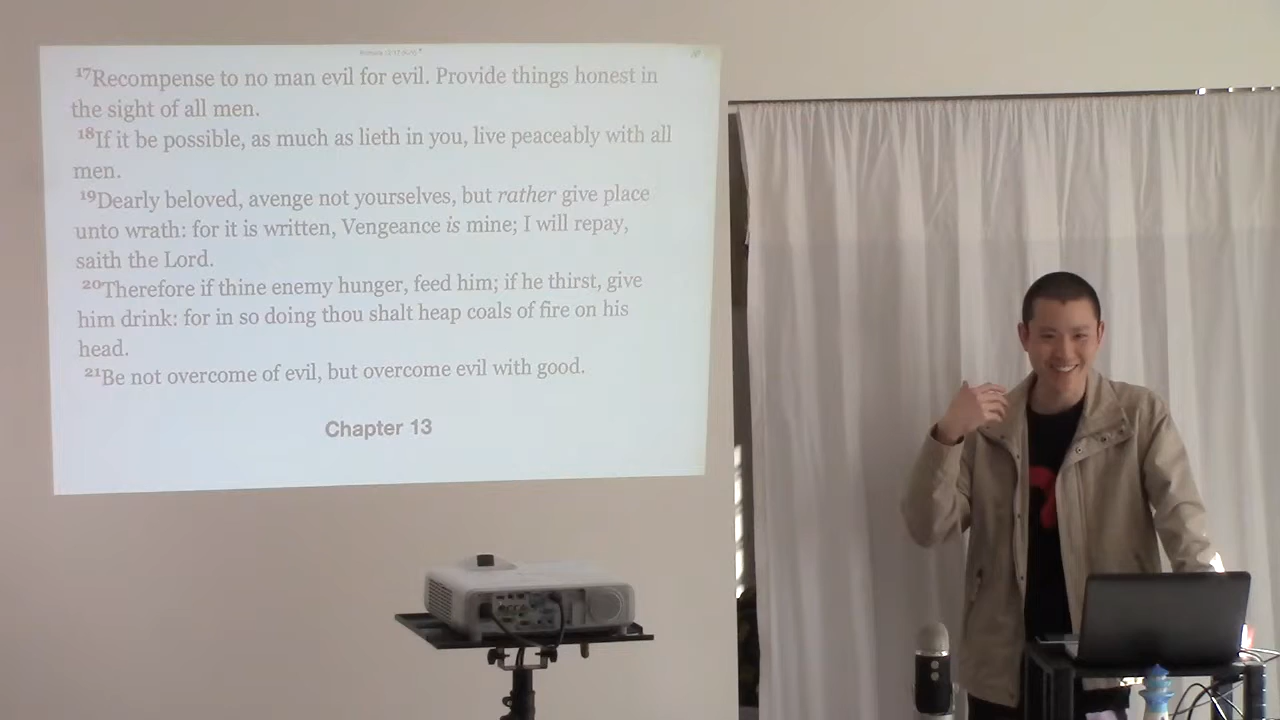 ¹⁷Recompense to no man evil for evil. Provide things honest in
the sight of all men.
¹⁸If it be possible, as much as lieth in you, live peaceably with all
men.
¹⁹Dearly beloved, avenge not yourselves, but rather give place
unto wrath: for it is written, Vengeance is mine; I will repay,
saith the Lord.
²⁰Therefore if thine enemy hunger, feed him; if he thirst, give
him drink: for in so doing thou shalt heap coals of fire on his
head.
²¹Be not overcome of evil, but overcome evil with good.
Chapter 13